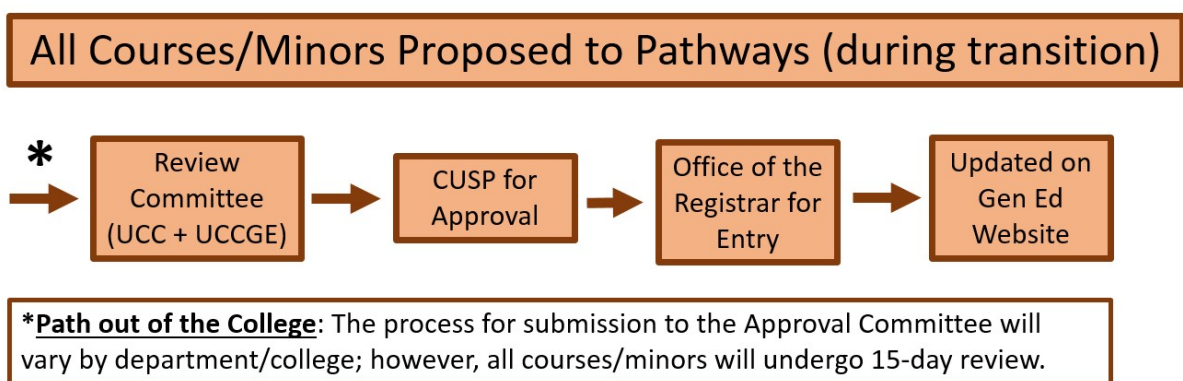 All Courses/Minors Proposed to Pathways (during transition)
*
Review
Committee
(UCC + UCCGE)
CUSP for
Approval
Office of the
Registrar for
Entry
Updated on
Gen Ed
Website
*Path out of the College: The process for submission to the Approval Committee will
vary by department/college; however, all courses/minors will undergo 15-day review.